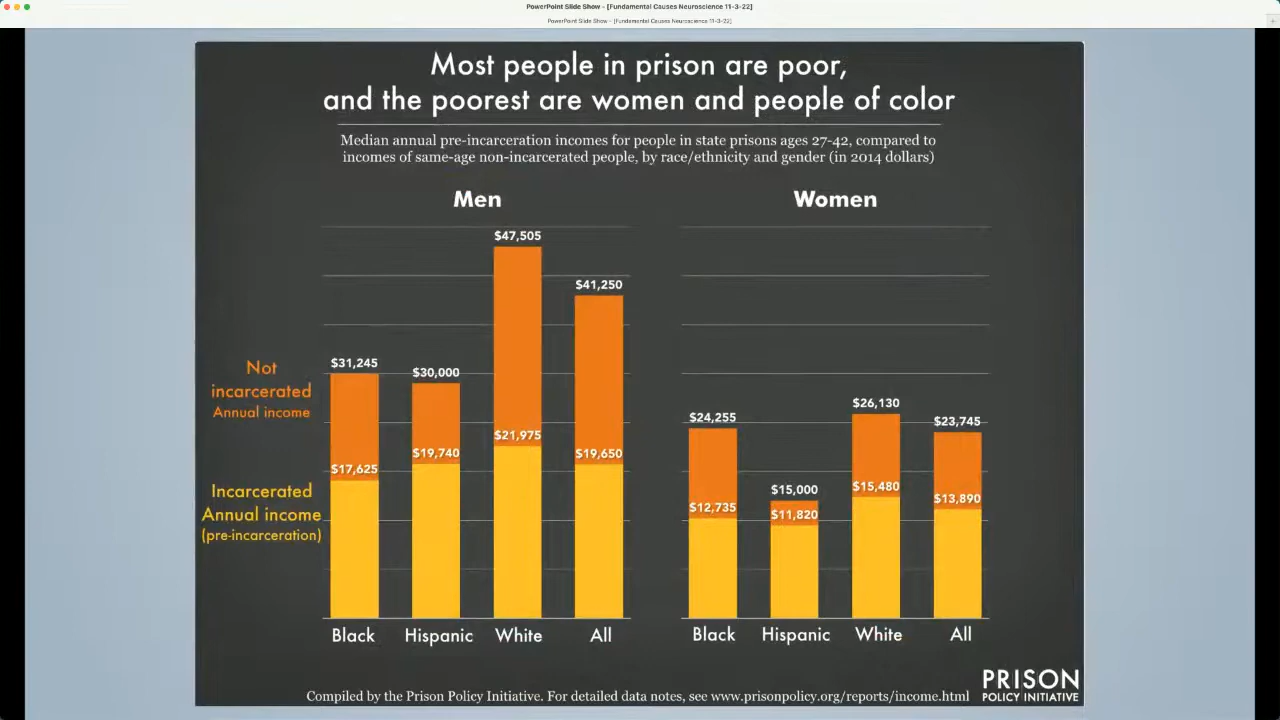 PowerPoint Slide Show - [Fundamental Causes Neuroscience 11-3-22]
PowerPoint Slide Show - [Fundamental Causes Neuroscience 11-3-22]
Most people in prison are poor,
and the poorest are women and people of color
Median annual pre-incarceration incomes for people in state prisons ages 27-42, compared to
incomes of same-age non-incarcerated people, by race/ethnicity and gender (in 2014 dollars)
Men
Women
Not
incarcerated
Annual income
Incarcerated
Annual income
(pre-incarceration)
$31,245
$17,625
$30,000
$19,740
$47,505
$21,975
$41,250
$19,650
$24,255
$12,735
$15,000
$11,820
$26,130
$15,480
$23,745
$13,890
Black Hispanic White All
Black Hispanic White All
Compiled by the Prison Policy Initiative. For detailed data notes, see www.prisonpolicy.org/reports/income.html
PRISON
POLICY INITIATIVE